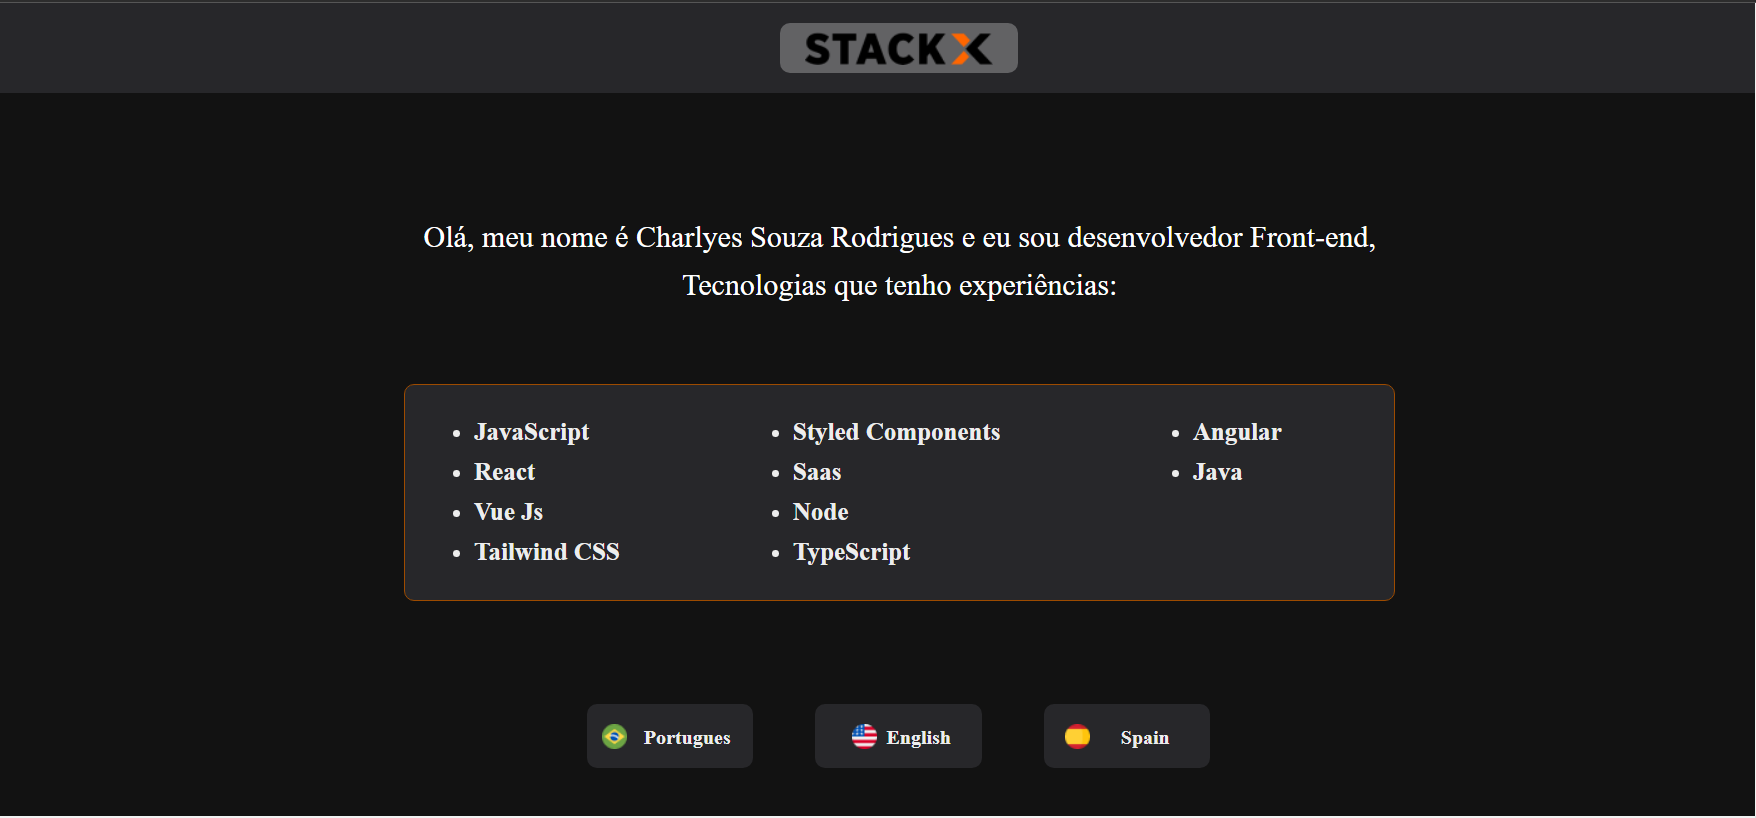 STACKX
Olá, meu nome é Charlyes Souza Rodrigues e eu sou desenvolvedor Front-end,
Tecnologias que tenho experiências:
JavaScript
React
Vue Js
Tailwind CSS
Styled Components
Saas
Node
TypeScript
Angular
Java
Portugues
English
Spain